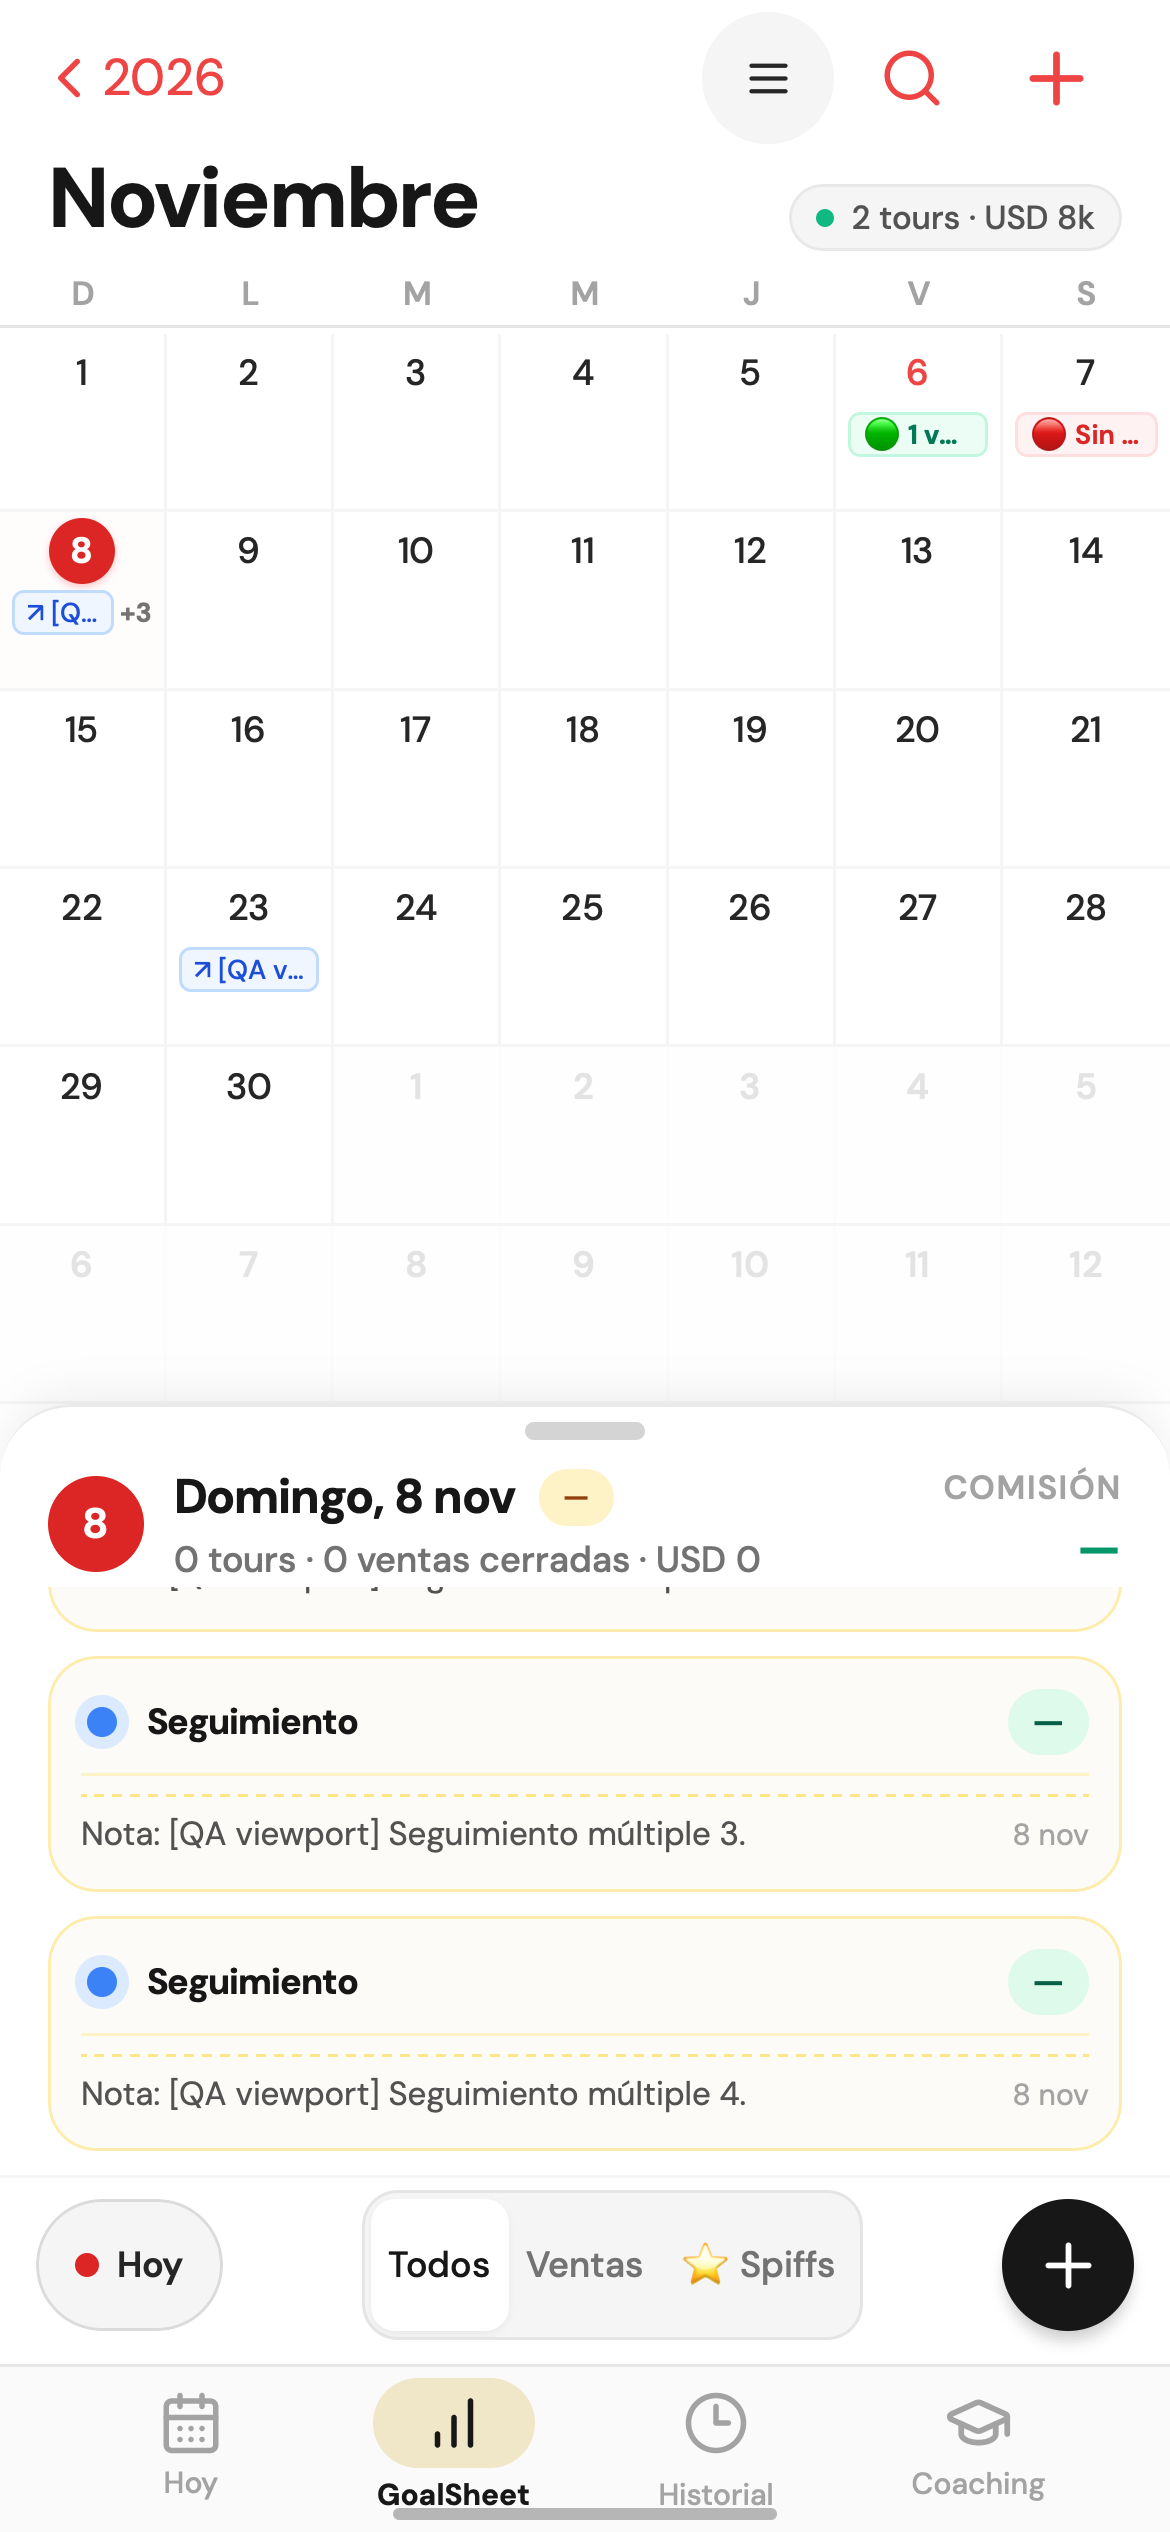 2026
Noviembre
2 tours · USD 8k
D L M M J V S
1 2 3 4 5 6 7
1 v... Sin ...
8 9 10 11 12 13 14
[Q... +3
15 16 17 18 19 20 21
22 23 24 25 26 27 28
[QA v...
29 30 1 2 3 4 5
6 7 8 9 10 11 12
8
Domingo, 8 nov —
COMISIÓN
0 tours · 0 ventas cerradas · USD 0
—
Seguimiento —
Nota: [QA viewport] Seguimiento múltiple 3. 8 nov
Seguimiento —
Nota: [QA viewport] Seguimiento múltiple 4. 8 nov
Hoy Todos Ventas ⭐ Spiffs
Hoy GoalSheet Historial Coaching